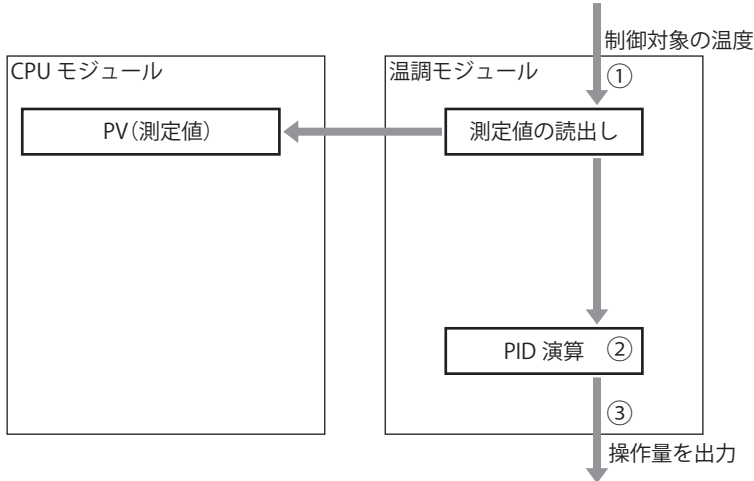 制御対象の温度
CPU モジュール
温調モジュール
①
PV(測定値)
測定値の読出し
PID 演算 ②
③
操作量を出力